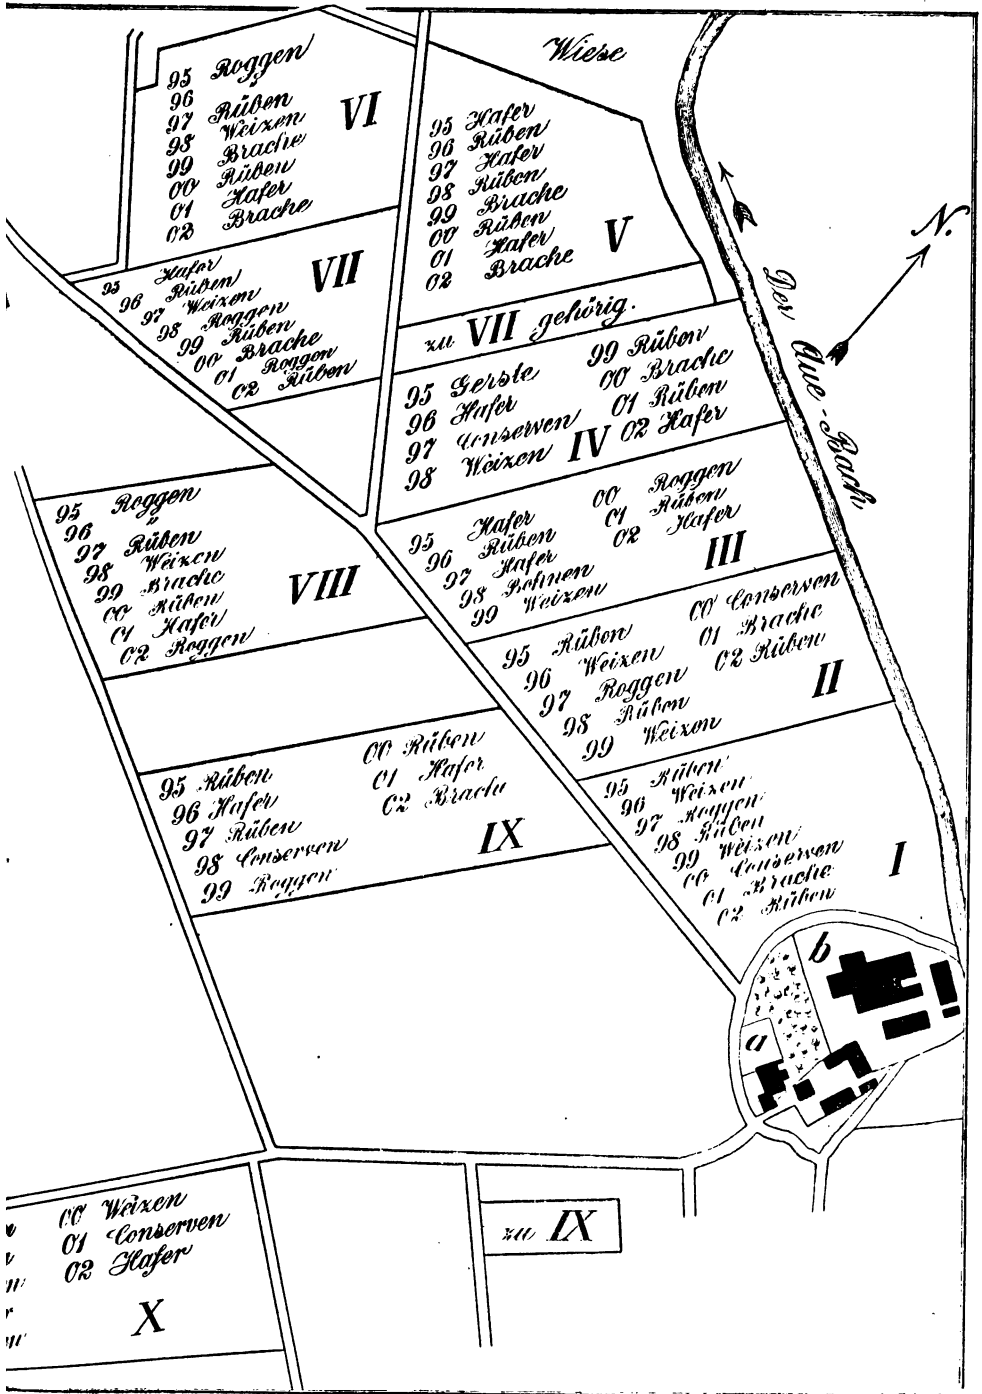 Wiese
95 Roggen
96 "
97 Rüben
98 Weizen
99 Brache
00 Rüben
01 Hafer
02 Brache
VI
95 Hafer
96 Rüben
97 Hafer
98 Rüben
99 Brache
00 Rüben
01 Hafer
02 Brache
V
N.
Der Aue-Bach
95 Hafer
96 Rüben
97 Weizen
98 Roggen
99 Rüben
00 Brache
01 Roggen
02 Rüben
VII
zu VII gehörig.
95 Gerste
96 Hafer
97 Conserven
98 Weizen
99 Rüben
00 Brache
01 Rüben
02 Hafer
IV
95 Hafer
96 Rüben
97 Hafer
98 Bohnen
99 Weizen
00 Roggen
01 Rüben
02 Hafer
III
95 Roggen
96 "
97 Rüben
98 Weizen
99 Brache
00 Rüben
01 Hafer
02 Roggen
VIII
95 Rüben
96 Weizen
97 Roggen
98 Rüben
99 Weizen
00 Conserven
01 Brache
02 Rüben
II
95 Rüben
96 Hafer
97 Rüben
98 Conserven
99 Roggen
00 Rüben
01 Hafer
02 Brache
IX
95 Rüben
96 Weizen
97 Roggen
98 Rüben
99 Weizen
00 Conserven
01 Brache
02 Rüben
I
b
a
00 Weizen
01 Conserven
02 Hafer
X
zu IX